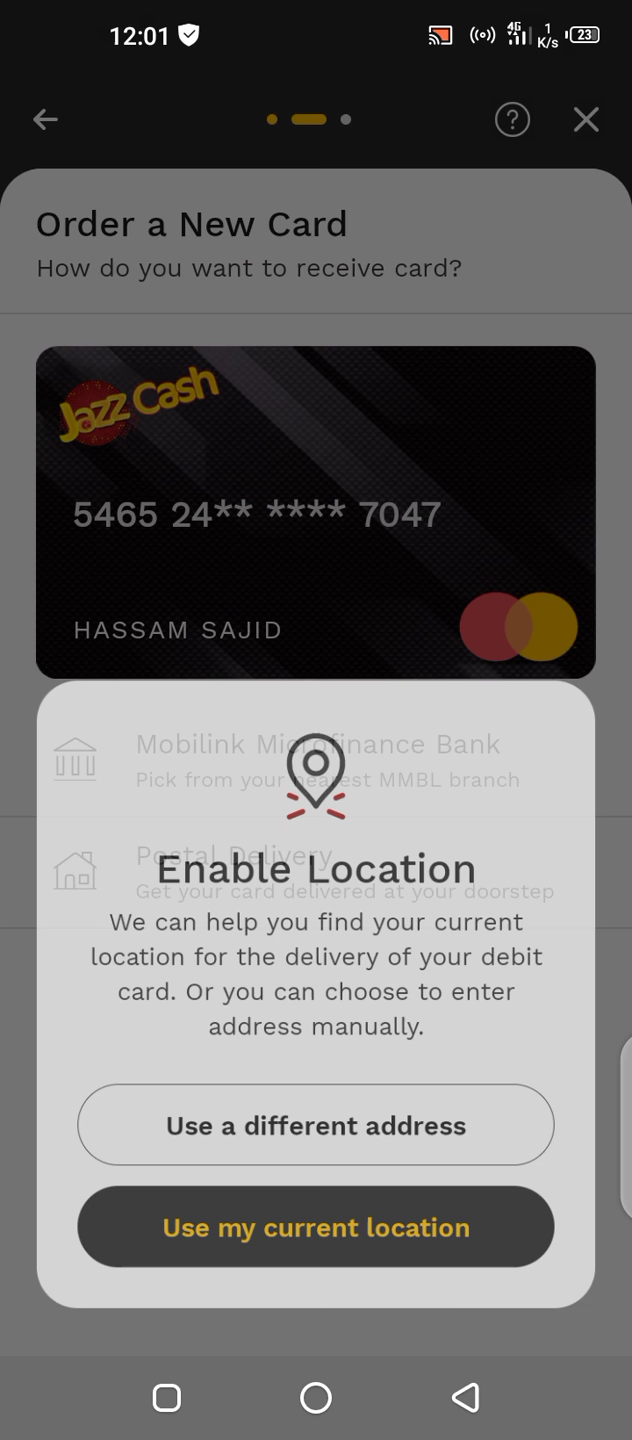 12:01
4G
1
K/s
23
Order a New Card
How do you want to receive card?
Jazz Cash
5465 24** **** 7047
HASSAM SAJID
Mobilink Microfinance Bank
Pick from your nearest MMBL branch
Postal Delivery
Get your card delivered at your doorstep
Enable Location
We can help you find your current
location for the delivery of your debit
card. Or you can choose to enter
address manually.
Use a different address
Use my current location